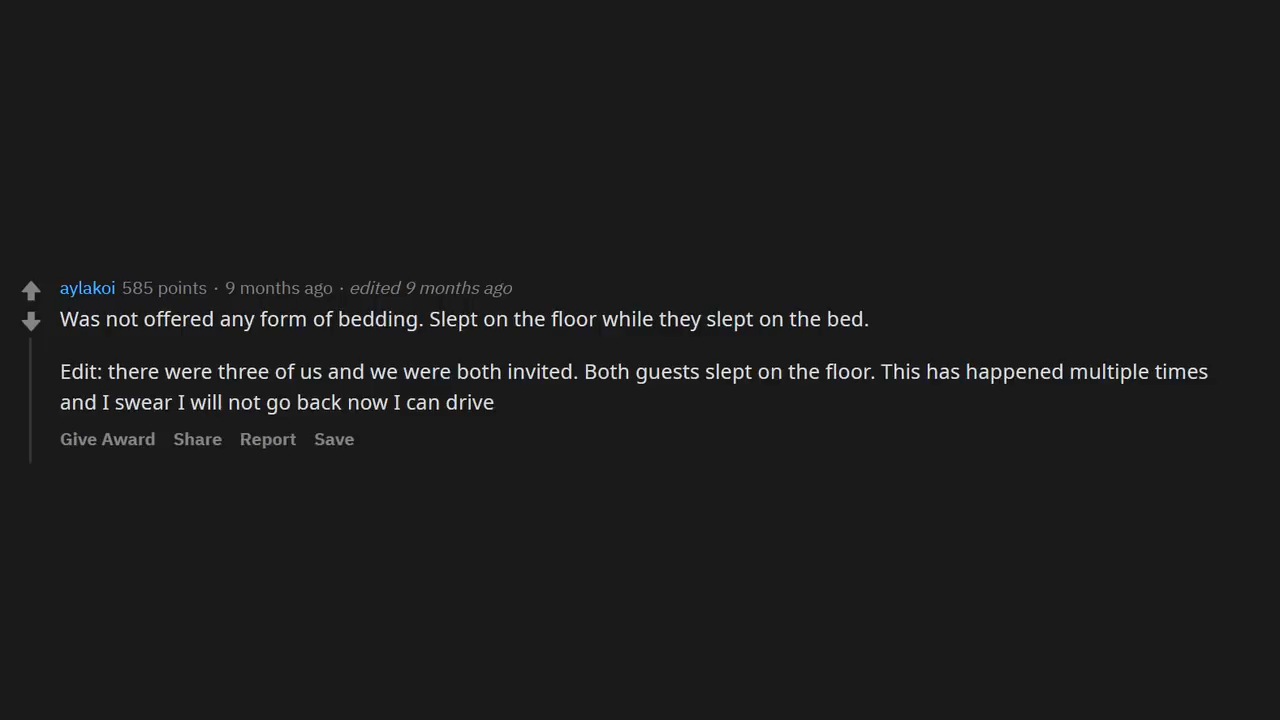 aylakoi 585 points · 9 months ago · edited 9 months ago
Was not offered any form of bedding. Slept on the floor while they slept on the bed.
Edit: there were three of us and we were both invited. Both guests slept on the floor. This has happened multiple times
and I swear I will not go back now I can drive
Give Award Share Report Save